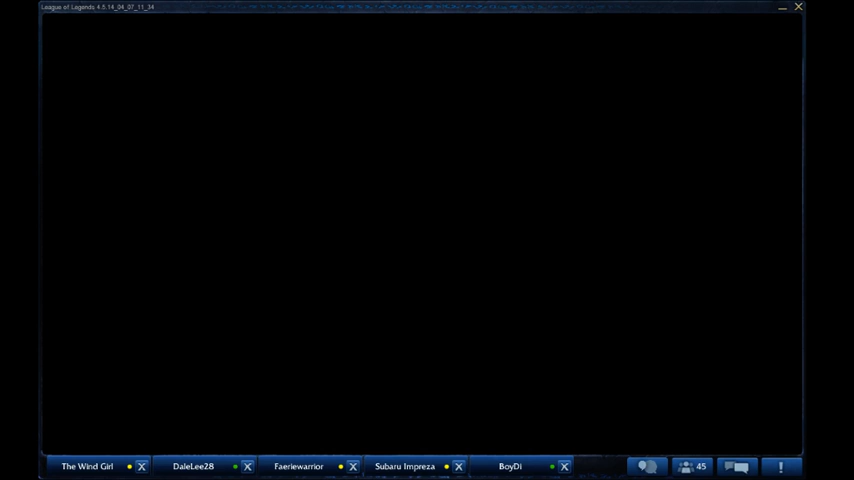 League of Legends 4.5.14_04_07_11_34
The Wind Girl
DaleLee28
Faeriewarrior
Subaru Impreza
BoyDi
45